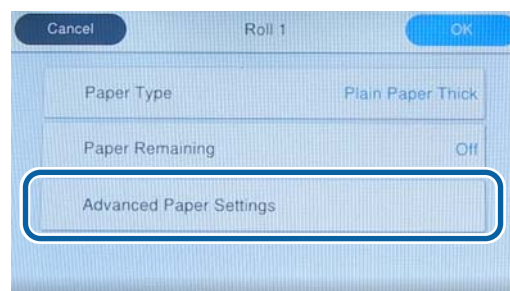 Cancel Roll 1 OK
Paper Type Plain Paper Thick
Paper Remaining Off
Advanced Paper Settings